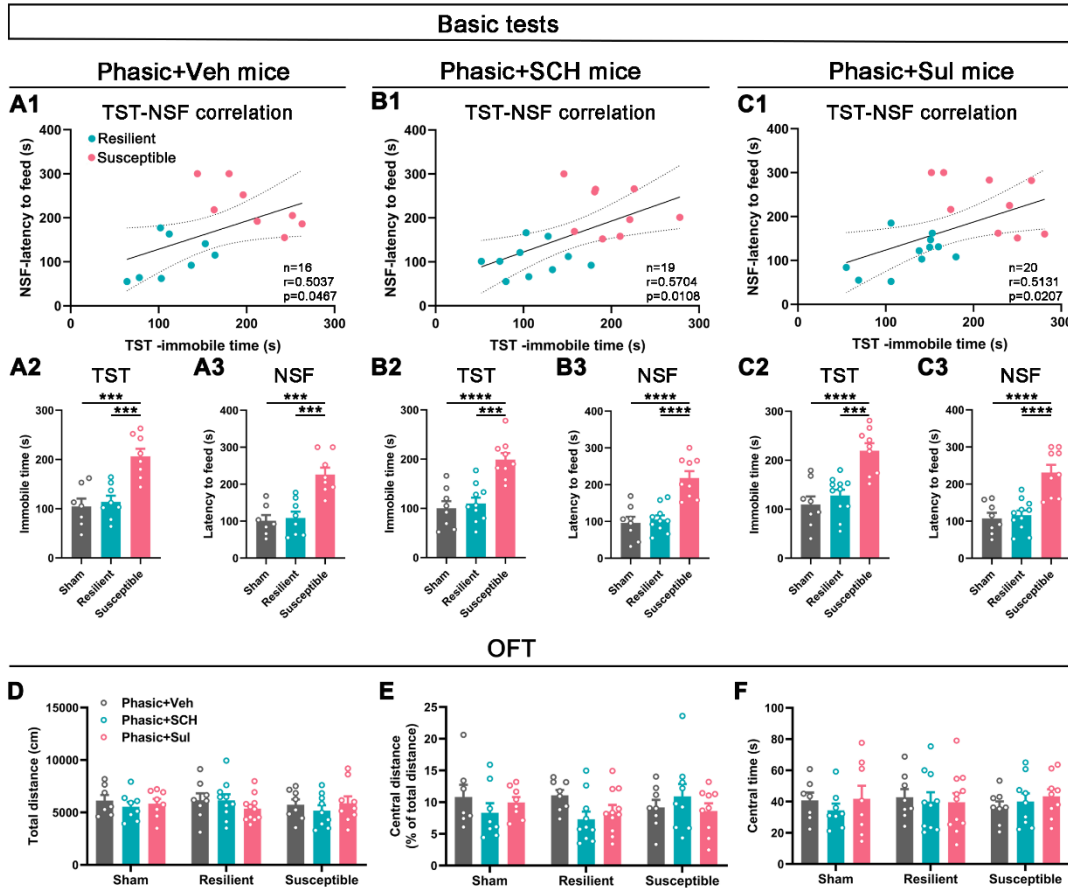 Basic tests
Phasic+Veh mice
Phasic+SCH mice
Phasic+Sul mice
A1
TST-NSF correlation
NSF-latency to feed (s)
400
300
200
100
0
Resilient
Susceptible
n=16
r=0.5037
p=0.0467
0 100 200 300
TST -immobile time (s)
B1
TST-NSF correlation
NSF-latency to feed (s)
400
300
200
100
0
n=19
r=0.5704
p=0.0108
0 100 200 300
TST -immobile time (s)
C1
TST-NSF correlation
NSF-latency to feed (s)
400
300
200
100
0
n=20
r=0.5131
p=0.0207
0 100 200 300
TST -immobile time (s)
A2
TST
***
***
Immobile time (s)
300
200
100
0
Sham Resilient Susceptible
A3
NSF
***
***
Latency to feed (s)
400
300
200
100
0
Sham Resilient Susceptible
B2
TST
****
***
Immobile time (s)
300
200
100
0
Sham Resilient Susceptible
B3
NSF
****
****
Latency to feed (s)
400
300
200
100
0
Sham Resilient Susceptible
C2
TST
****
***
Immobile time (s)
300
200
100
0
Sham Resilient Susceptible
C3
NSF
****
****
Latency to feed (s)
400
300
200
100
0
Sham Resilient Susceptible
OFT
D
Phasic+Veh
Phasic+SCH
Phasic+Sul
Total distance (cm)
15000
10000
5000
0
Sham Resilient Susceptible
E
Central distance
(% of total distance)
25
20
15
10
5
0
Sham Resilient Susceptible
F
Central time (s)
100
80
60
40
20
0
Sham Resilient Susceptible